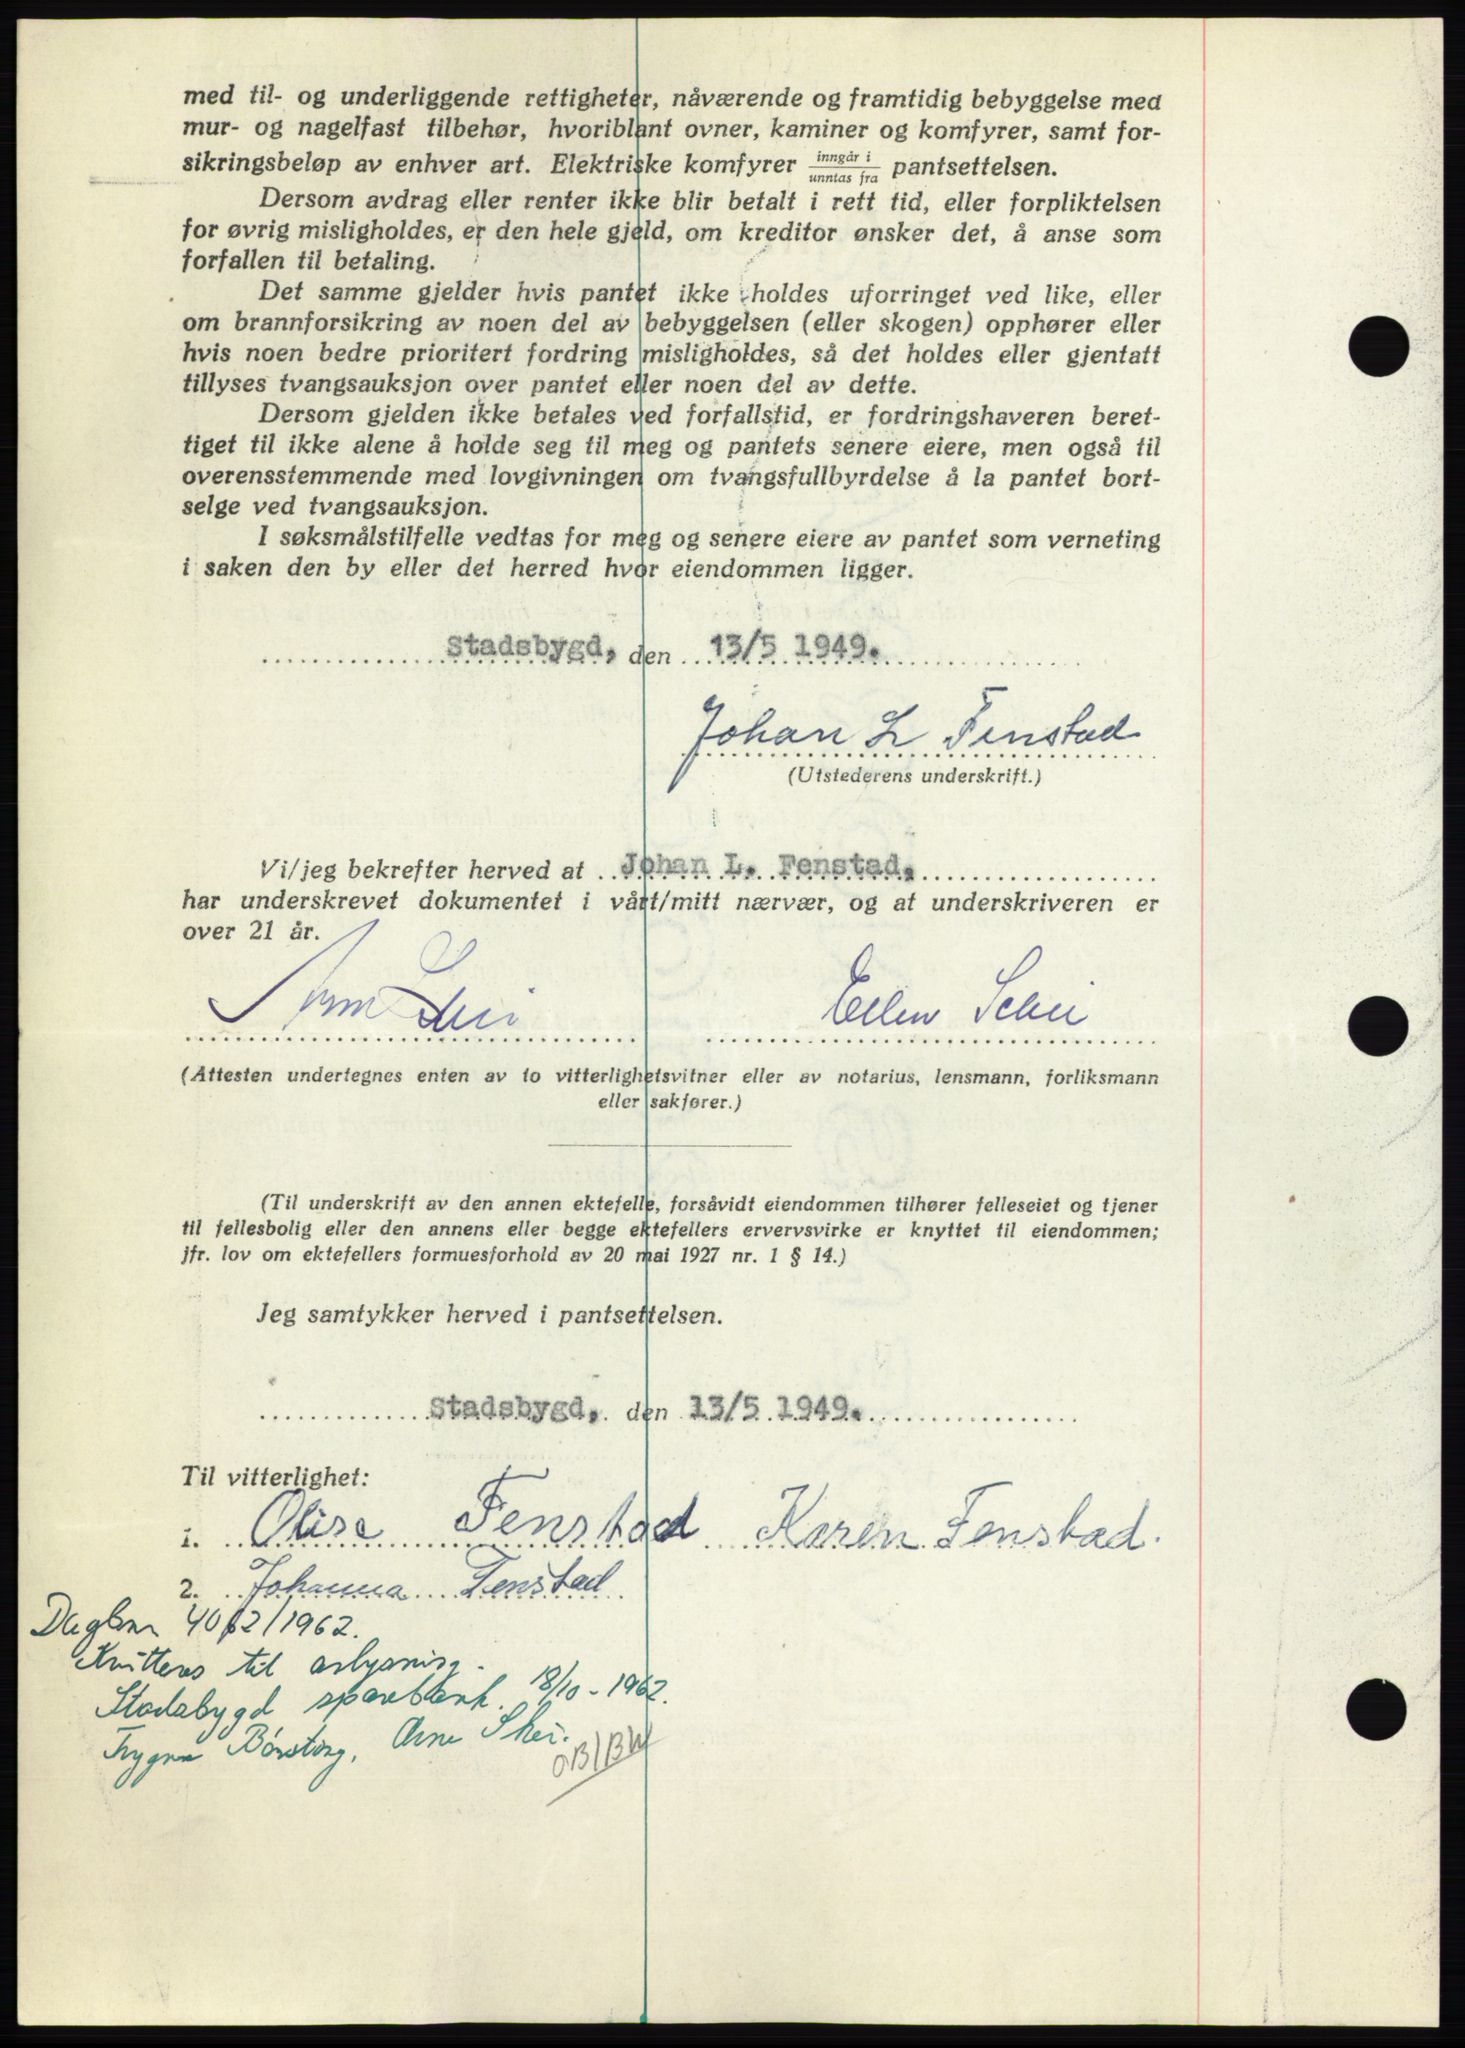 med til- og underliggende rettigheter, nåværende og framtidig bebyggelse med
mur- og nagelfast tilbehør, hvoriblant ovner, kaminer og komfyrer, samt for-
sikringsbeløp av enhver art. Elektriske komfyrer inngår i / unntas fra pantsettelsen.
Dersom avdrag eller renter ikke blir betalt i rett tid, eller forpliktelsen
for øvrig misligholdes, er den hele gjeld, om kreditor ønsker det, å anse som
forfallen til betaling.
Det samme gjelder hvis pantet ikke holdes uforringet ved like, eller
om brannforsikring av noen del av bebyggelsen (eller skogen) opphører eller
hvis noen bedre prioritert fordring misligholdes, så det holdes eller gjentatt
tillyses tvangsauksjon over pantet eller noen del av dette.
Dersom gjelden ikke betales ved forfallstid, er fordringshaveren beret-
tiget til ikke alene å holde seg til meg og pantets senere eiere, men også til
overensstemmende med lovgivningen om tvangsfullbyrdelse å la pantet bort-
selge ved tvangsauksjon.
I søksmålstilfelle vedtas for meg og senere eiere av pantet som verneting
i saken den by eller det herred hvor eiendommen ligger.
Stadsbygd, den 13/5 1949.
Johan L Fenstad
(Utstederens underskrift.)
Vi/jeg bekrefter herved at Johan L. Fenstad,
har underskrevet dokumentet i vårt/mitt nærvær, og at underskriveren er
over 21 år.
Ellen Schei
(Attesten undertegnes enten av to vitterlighetsvitner eller av notarius, lensmann, forliksmann
eller sakfører.)
(Til underskrift av den annen ektefelle, forsåvidt eiendommen tilhører felleseiet og tjener
til fellesbolig eller den annens eller begge ektefellers ervervsvirke er knyttet til eiendommen;
jfr. lov om ektefellers formuesforhold av 20 mai 1927 nr. 1 § 14.)
Jeg samtykker herved i pantsettelsen.
Stadsbygd, den 13/5 1949.
Til vitterlighet:
1. Olise Fenstad Karen Fenstad.
2. Johanna Fenstad
Dagbnr 4012/1962.
Kvitteres til avlysning.
Stadsbygd sparebank. 18/10-1962.
Trygve Børsting, Arne Skei.
OB/BW